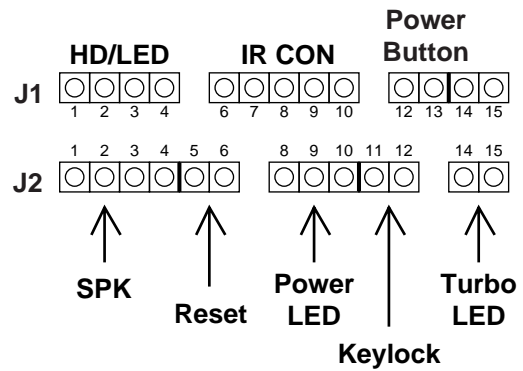 Power
Button
HD/LED IR CON
J1
1 2 3 4 6 7 8 9 10 12 13 14 15
1 2 3 4 5 6 8 9 10 11 12 14 15
J2
SPK
Reset
Power
LED
Keylock
Turbo
LED